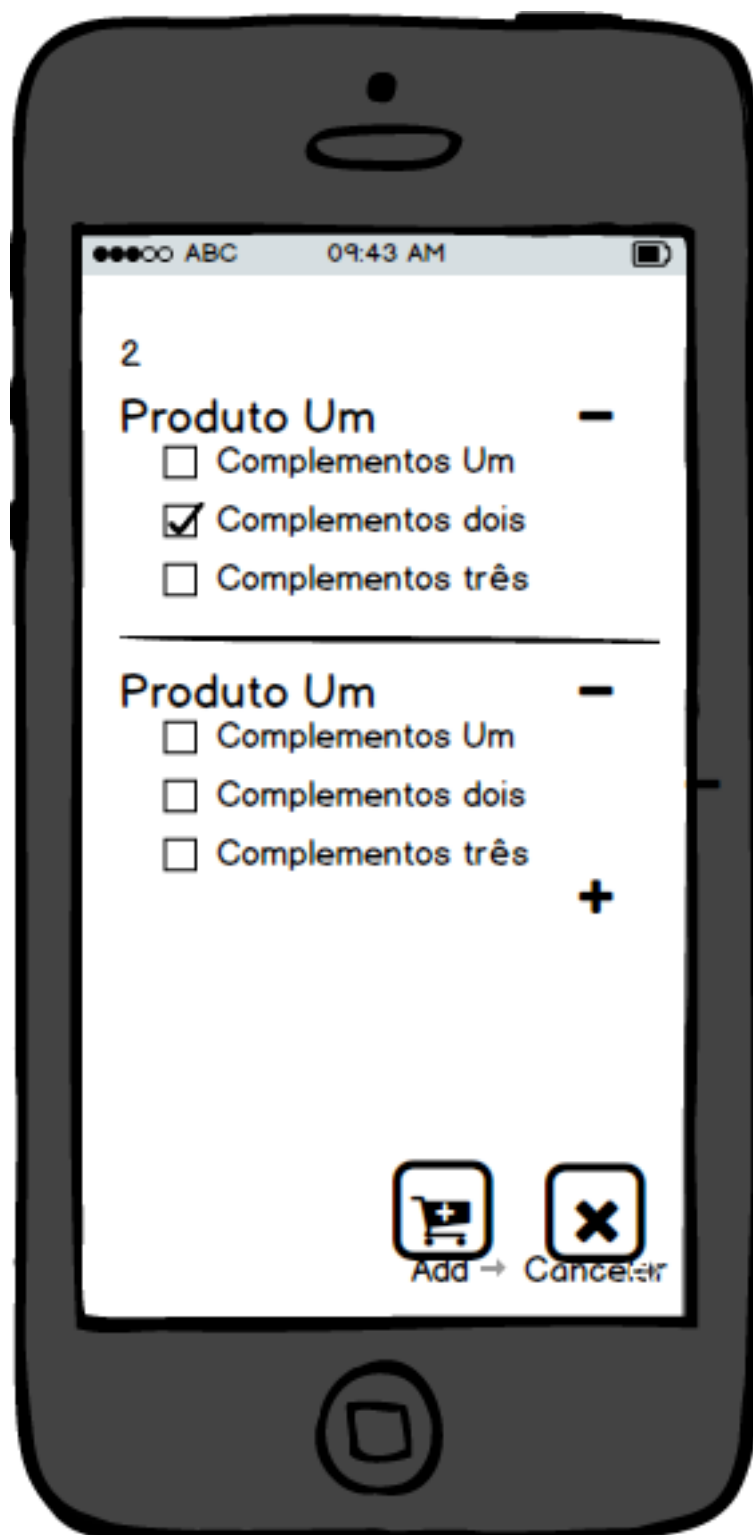 ABC 09:43 AM
2
Produto Um
Complementos Um
Complementos dois
Complementos três
Produto Um
Complementos Um
Complementos dois
Complementos três
Add Cancelar